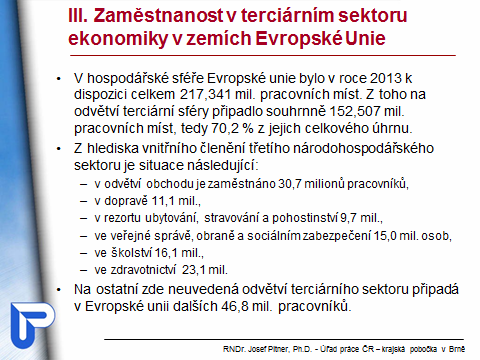 III. Zaměstnanost v terciárním sektoru
ekonomiky v zemích Evropské Unie
• V hospodářské sféře Evropské unie bylo v roce 2013 k
dispozici celkem 217,341 mil. pracovních míst. Z toho na
odvětví terciární sféry připadlo souhrnně 152,507 mil.
pracovních míst, tedy 70,2 % z jejich celkového úhrnu.
• Z hlediska vnitřního členění třetího národohospodářského
sektoru je situace následující:
– v odvětví obchodu je zaměstnáno 30,7 milionů pracovníků,
– v dopravě 11,1 mil.,
– v rezortu ubytování, stravování a pohostinství 9,7 mil.,
– ve veřejné správě, obraně a sociálním zabezpečení 15,0 mil. osob,
– ve školství 16,1 mil.,
– ve zdravotnictví 23,1 mil.
• Na ostatní zde neuvedená odvětví terciárního sektoru připadá
v Evropské unii dalších 46,8 mil. pracovníků.
RNDr. Josef Pitner, Ph.D. - Úřad práce ČR – krajská pobočka v Brně